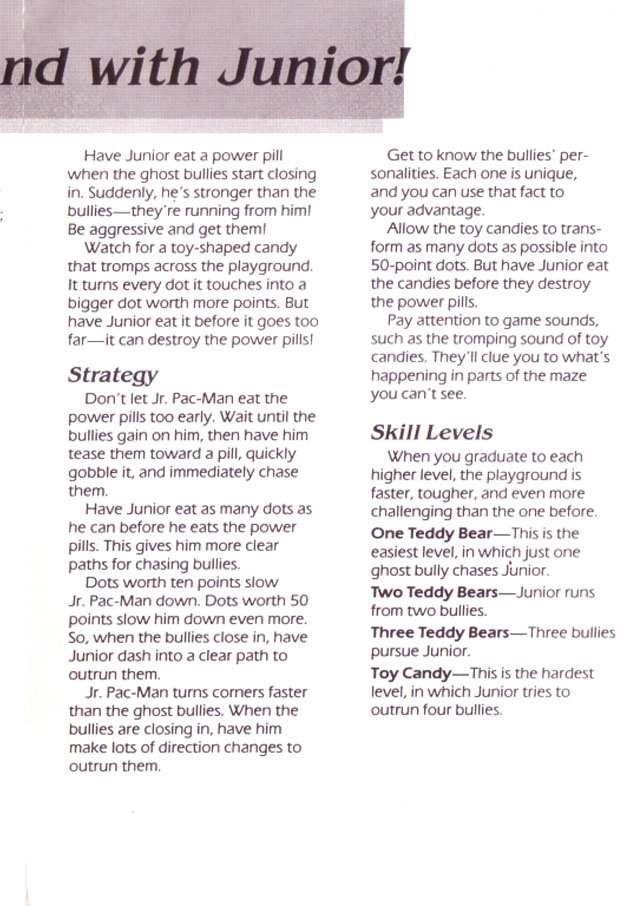 nd with Junior!
Have Junior eat a power pill
when the ghost bullies start closing
in. Suddenly, he's stronger than the
bullies—they're running from him!
Be aggressive and get them!
Watch for a toy-shaped candy
that tromps across the playground.
It turns every dot it touches into a
bigger dot worth more points. But
have Junior eat it before it goes too
far—it can destroy the power pills!
Strategy
Don't let Jr. Pac-Man eat the
power pills too early. Wait until the
bullies gain on him, then have him
tease them toward a pill, quickly
gobble it, and immediately chase
them.
Have Junior eat as many dots as
he can before he eats the power
pills. This gives him more clear
paths for chasing bullies.
Dots worth ten points slow
Jr. Pac-Man down. Dots worth 50
points slow him down even more.
So, when the bullies close in, have
Junior dash into a clear path to
outrun them.
Jr. Pac-Man turns corners faster
than the ghost bullies. When the
bullies are closing in, have him
make lots of direction changes to
outrun them.
Get to know the bullies' per-
sonalities. Each one is unique,
and you can use that fact to
your advantage.
Allow the toy candies to trans-
form as many dots as possible into
50-point dots. But have Junior eat
the candies before they destroy
the power pills.
Pay attention to game sounds,
such as the tromping sound of toy
candies. They'll clue you to what's
happening in parts of the maze
you can't see.
Skill Levels
When you graduate to each
higher level, the playground is
faster, tougher, and even more
challenging than the one before.
One Teddy Bear—This is the
easiest level, in which just one
ghost bully chases Junior.
Two Teddy Bears—Junior runs
from two bullies.
Three Teddy Bears—Three bullies
pursue Junior.
Toy Candy—This is the hardest
level, in which Junior tries to
outrun four bullies.